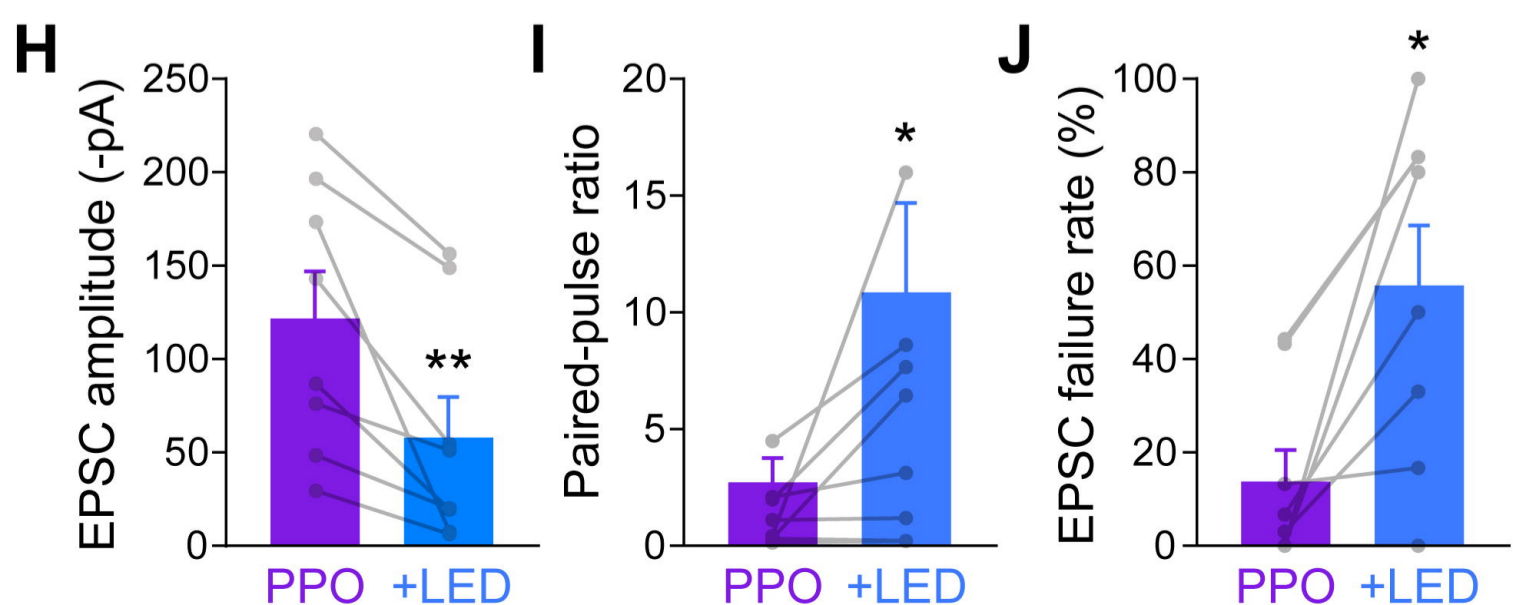 H
EPSC amplitude (-pA)
250
200
150
100
50
0
**
PPO +LED
I
Paired-pulse ratio
20
15
10
5
0
*
PPO +LED
J
EPSC failure rate (%)
100
80
60
40
20
0
*
PPO +LED